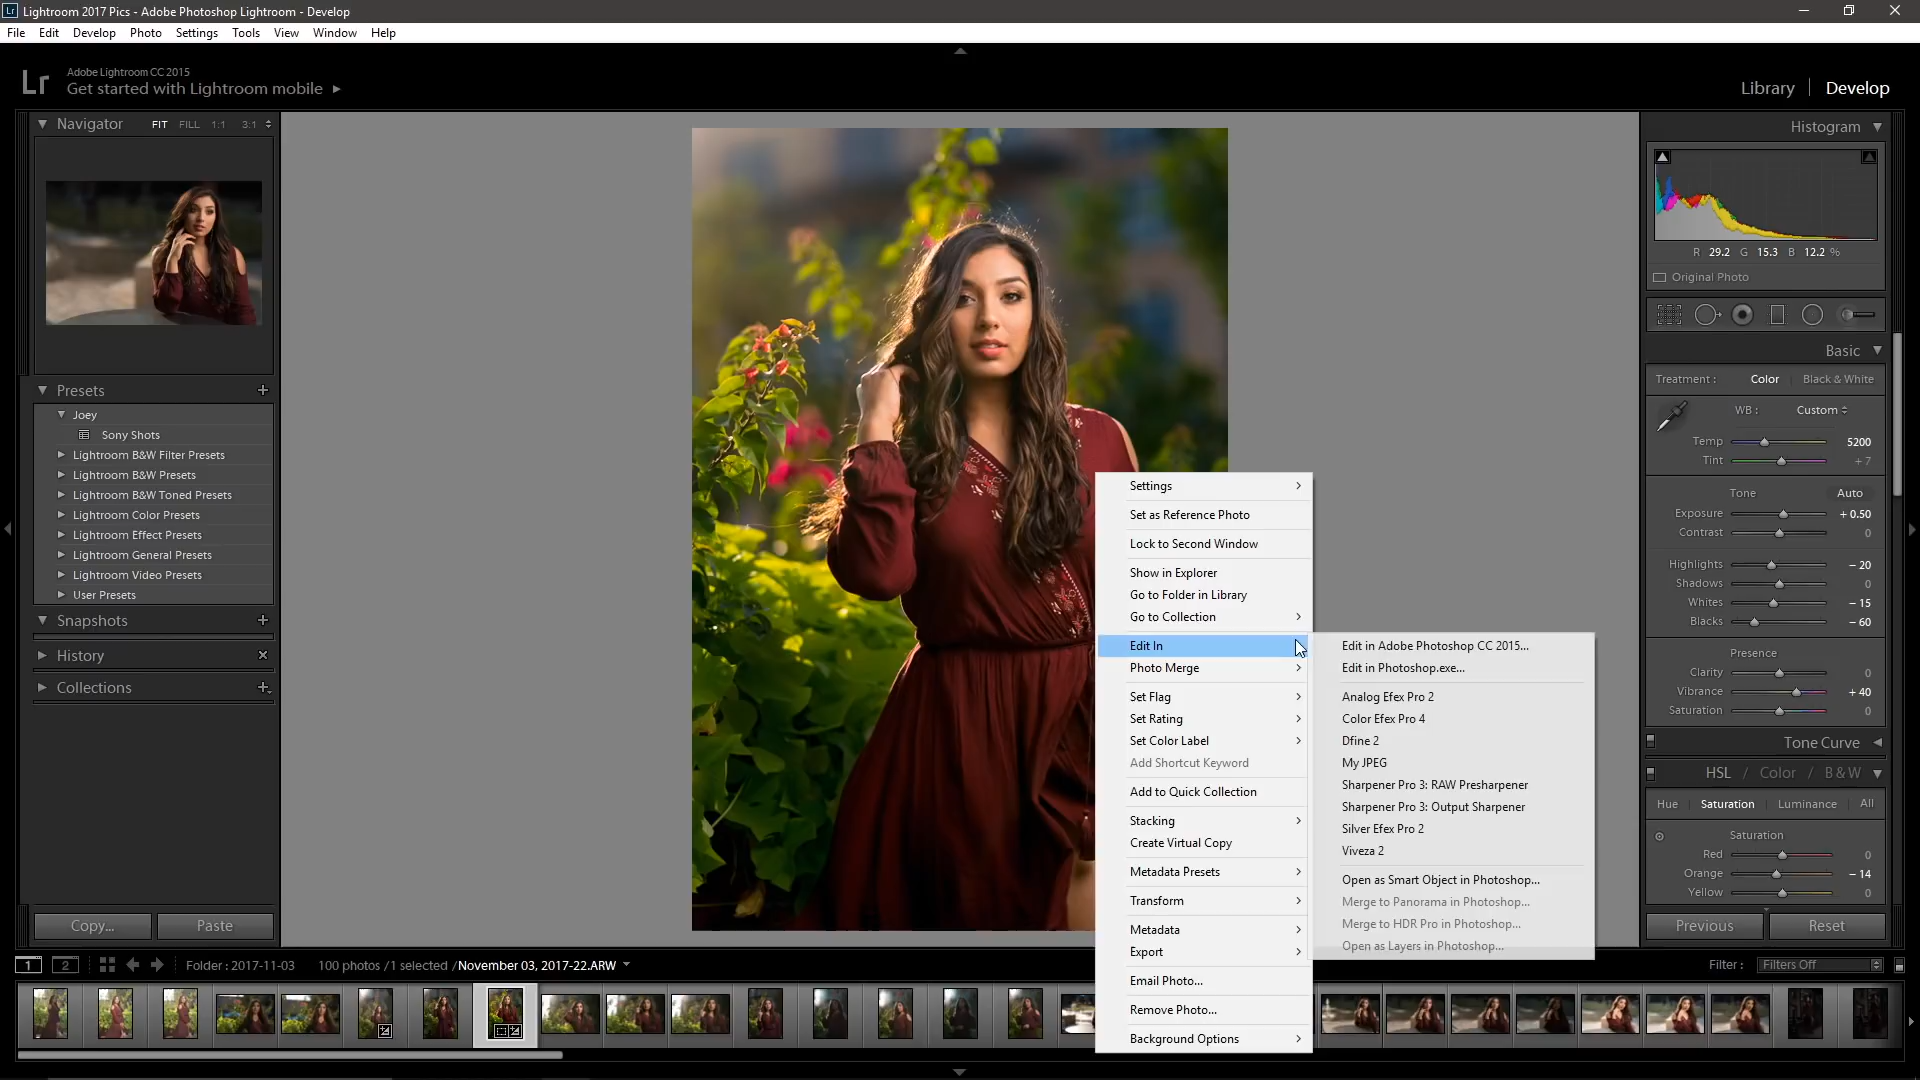 Lr Lightroom 2017 Pics - Adobe Photoshop Lightroom - Develop
File Edit Develop Photo Settings Tools View Window Help
Lr
Adobe Lightroom CC 2015
Get started with Lightroom mobile
Library | Develop
Navigator FIT FILL 1:1 3:1
Presets
Joey
Sony Shots
Lightroom B&W Filter Presets
Lightroom B&W Presets
Lightroom B&W Toned Presets
Lightroom Color Presets
Lightroom Effect Presets
Lightroom General Presets
Lightroom Video Presets
User Presets
Snapshots
History
Collections
Copy... Paste
Settings
Set as Reference Photo
Lock to Second Window
Show in Explorer
Go to Folder in Library
Go to Collection
Edit In
Photo Merge
Set Flag
Set Rating
Set Color Label
Add Shortcut Keyword
Add to Quick Collection
Stacking
Create Virtual Copy
Metadata Presets
Transform
Metadata
Export
Email Photo...
Remove Photo...
Background Options
Edit in Adobe Photoshop CC 2015...
Edit in Photoshop.exe...
Analog Efex Pro 2
Color Efex Pro 4
Dfine 2
My JPEG
Sharpener Pro 3: RAW Presharpener
Sharpener Pro 3: Output Sharpener
Silver Efex Pro 2
Viveza 2
Open as Smart Object in Photoshop...
Merge to Panorama in Photoshop...
Merge to HDR Pro in Photoshop...
Open as Layers in Photoshop...
Histogram
R 29.2 G 15.3 B 12.2 %
Original Photo
Basic
Treatment : Color Black & White
WB : Custom
Temp 5200
Tint + 7
Tone Auto
Exposure + 0.50
Contrast 0
Highlights - 20
Shadows 0
Whites - 15
Blacks - 60
Presence
Clarity 0
Vibrance + 40
Saturation 0
Tone Curve
HSL / Color / B & W
Hue Saturation Luminance All
Saturation
Red 0
Orange - 14
Yellow 0
Previous Reset
1 2 Folder : 2017-11-03 100 photos / 1 selected / November 03, 2017-22.ARW
Filter : Filters Off